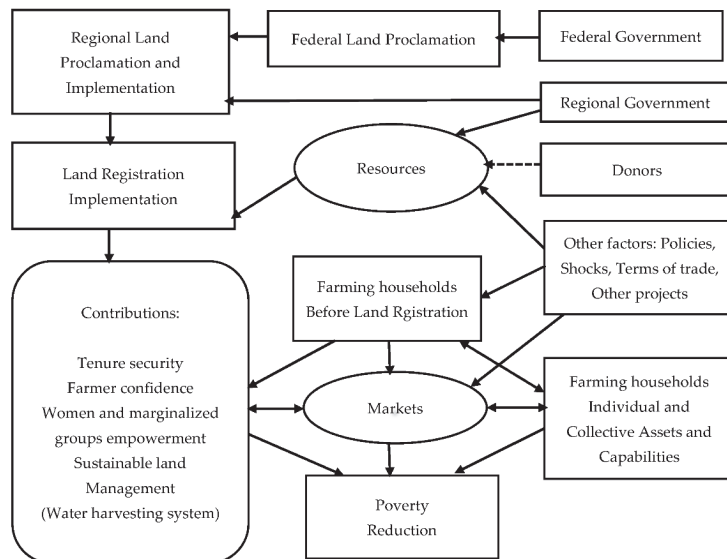 Regional Land
Proclamation and
Implementation
Federal Land Proclamation
Federal Government
Regional Government
Land Registration
Implementation
Resources
Donors
Other factors: Policies,
Shocks, Terms of trade,
Other projects
Farming households
Before Land Rgistration
Contributions:
Tenure security
Farmer confidence
Women and marginalized
groups empowerment
Sustainable land
Management
(Water harvesting system)
Markets
Farming households
Individual and
Collective Assets and
Capabilities
Poverty
Reduction